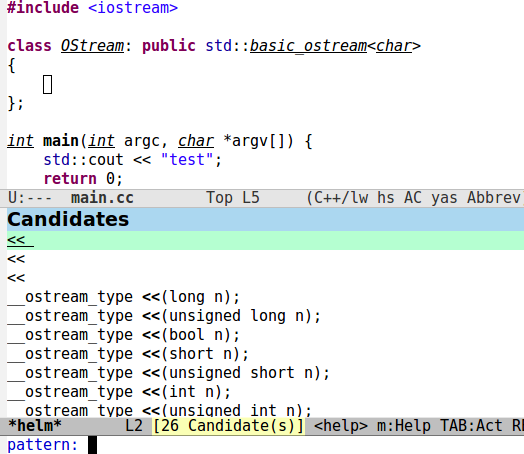 #include <iostream>
class OStream: public std::basic_ostream<char>
{
};
int main(int argc, char *argv[]) {
    std::cout << "test";
    return 0;
U:---  main.cc        Top L5     (C++/lw hs AC yas Abbrev
Candidates
<<
<<
<<
__ostream_type <<(long n);
__ostream_type <<(unsigned long n);
__ostream_type <<(bool n);
__ostream_type <<(short n);
__ostream_type <<(unsigned short n);
__ostream_type <<(int n);
__ostream_type <<(unsigned int n);
*helm*       L2 [26 Candidate(s)] <help> m:Help TAB:Act
pattern: